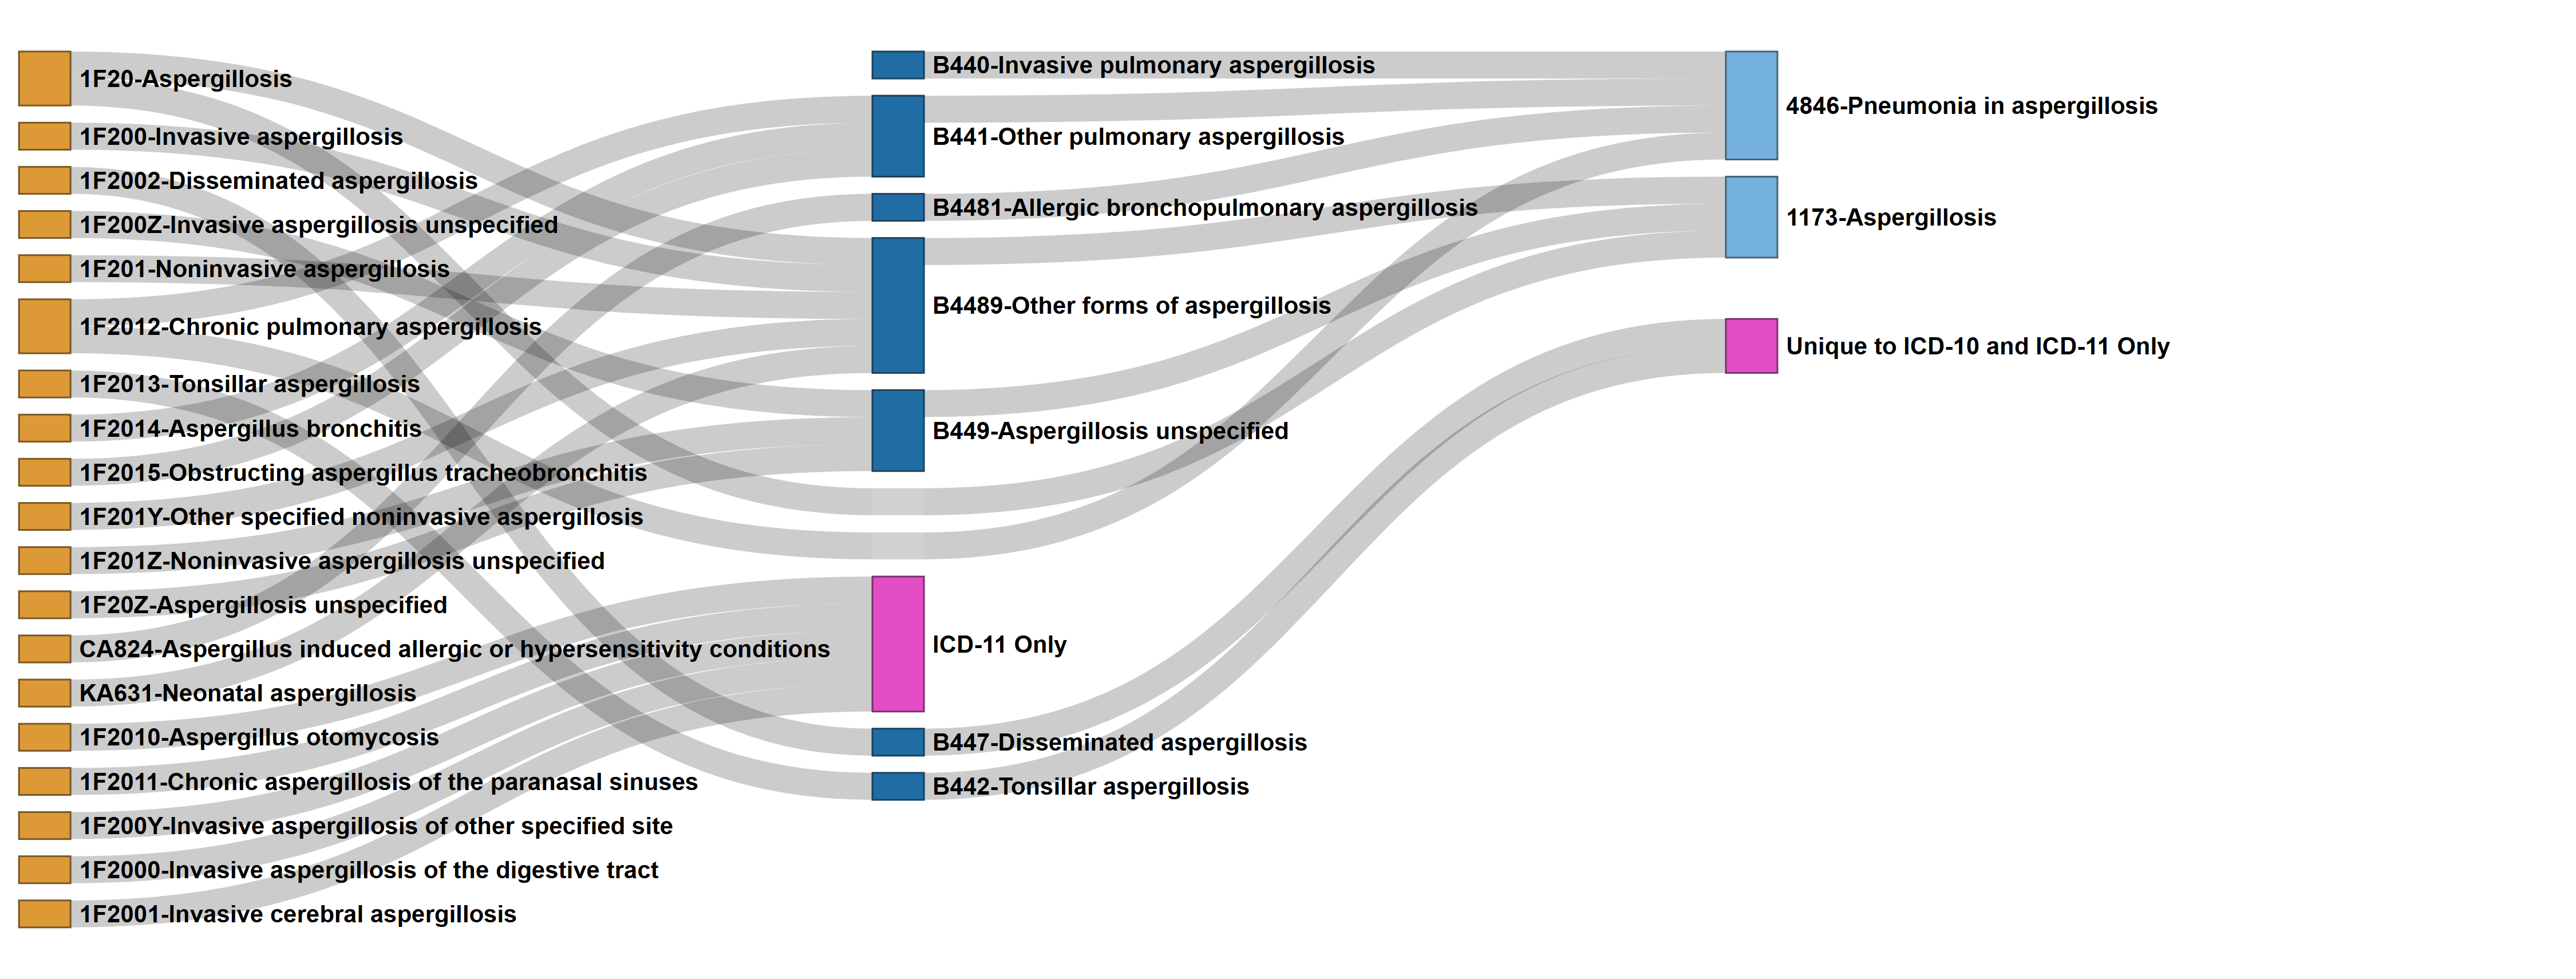 1F20-Aspergillosis
1F200-Invasive aspergillosis
1F2002-Disseminated aspergillosis
1F200Z-Invasive aspergillosis unspecified
1F201-Noninvasive aspergillosis
1F2012-Chronic pulmonary aspergillosis
1F2013-Tonsillar aspergillosis
1F2014-Aspergillus bronchitis
1F2015-Obstructing aspergillus tracheobronchitis
1F201Y-Other specified noninvasive aspergillosis
1F201Z-Noninvasive aspergillosis unspecified
1F20Z-Aspergillosis unspecified
CA824-Aspergillus induced allergic or hypersensitivity conditions
KA631-Neonatal aspergillosis
1F2010-Aspergillus otomycosis
1F2011-Chronic aspergillosis of the paranasal sinuses
1F200Y-Invasive aspergillosis of other specified site
1F2000-Invasive aspergillosis of the digestive tract
1F2001-Invasive cerebral aspergillosis
B440-Invasive pulmonary aspergillosis
B441-Other pulmonary aspergillosis
B4481-Allergic bronchopulmonary aspergillosis
B4489-Other forms of aspergillosis
B449-Aspergillosis unspecified
ICD-11 Only
B447-Disseminated aspergillosis
B442-Tonsillar aspergillosis
4846-Pneumonia in aspergillosis
1173-Aspergillosis
Unique to ICD-10 and ICD-11 Only